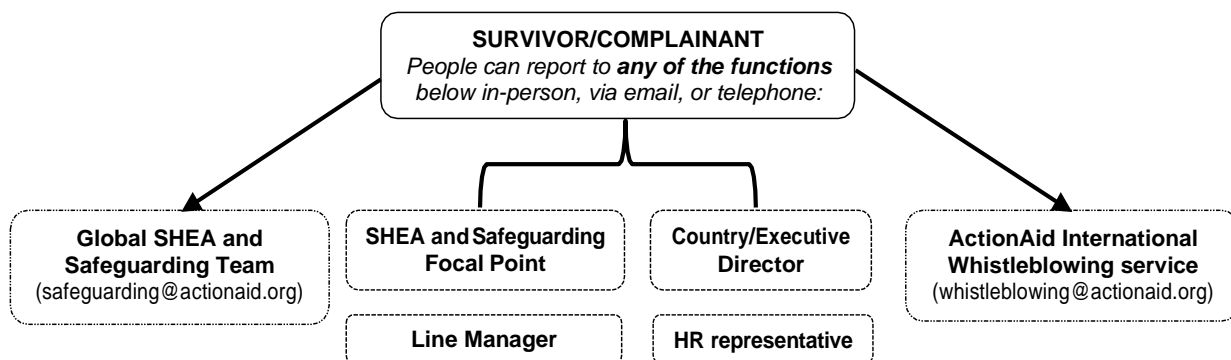 SURVIVOR/COMPLAINANT
People can report to any of the functions
below in-person, via email, or telephone:
Global SHEA and
Safeguarding Team
(safeguarding@actionaid.org)
SHEA and Safeguarding
Focal Point
Country/Executive
Director
ActionAid International
Whistleblowing service
(whistleblowing@actionaid.org)
Line Manager
HR representative